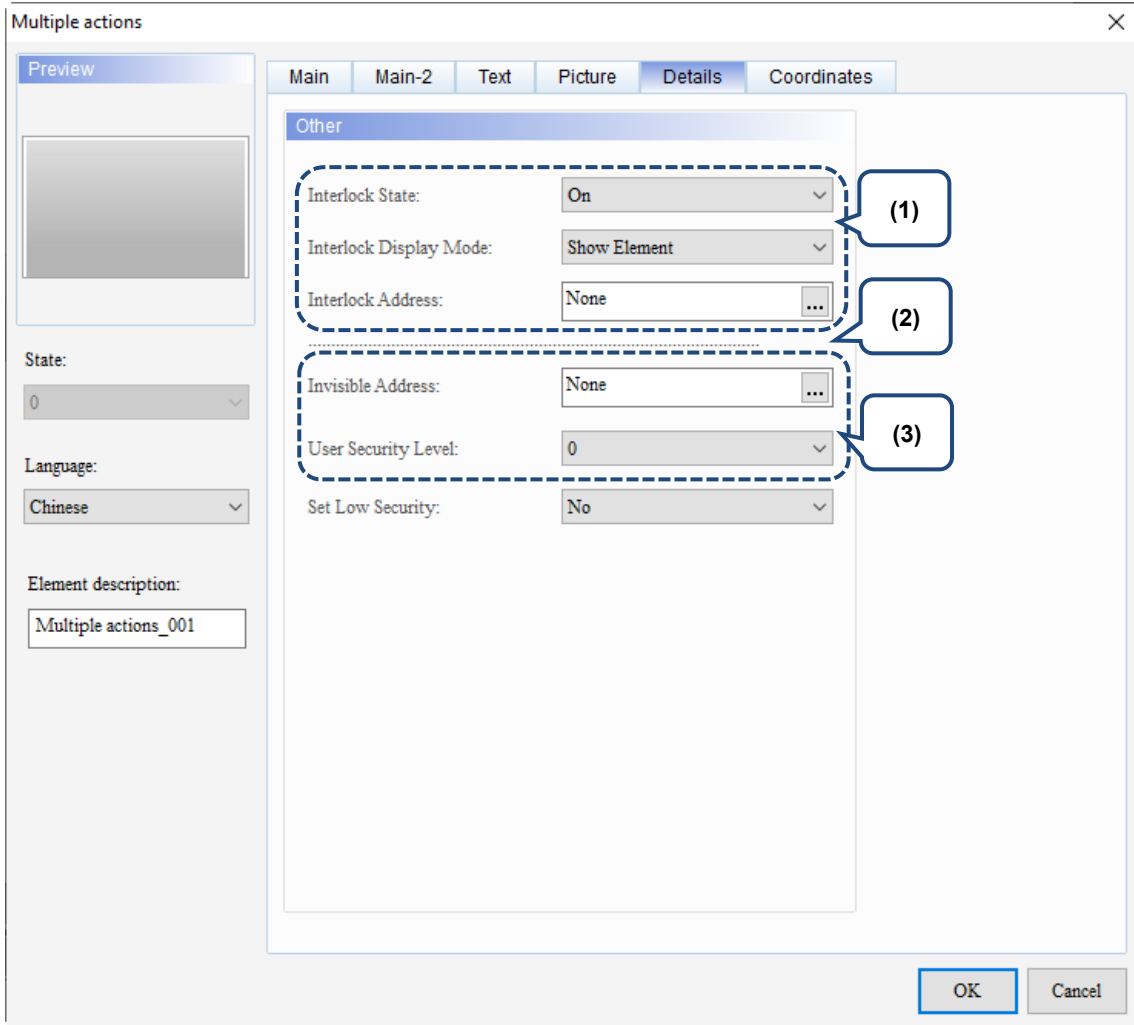 Multiple actions
Preview
Main Main-2 Text Picture Details Coordinates
Other
Interlock State: On
(1)
Interlock Display Mode: Show Element
Interlock Address: None ...
(2)
State:
0
Invisible Address: None ...
(3)
User Security Level: 0
Language:
Chinese
Set Low Security: No
Element description:
Multiple actions_001
OK Cancel